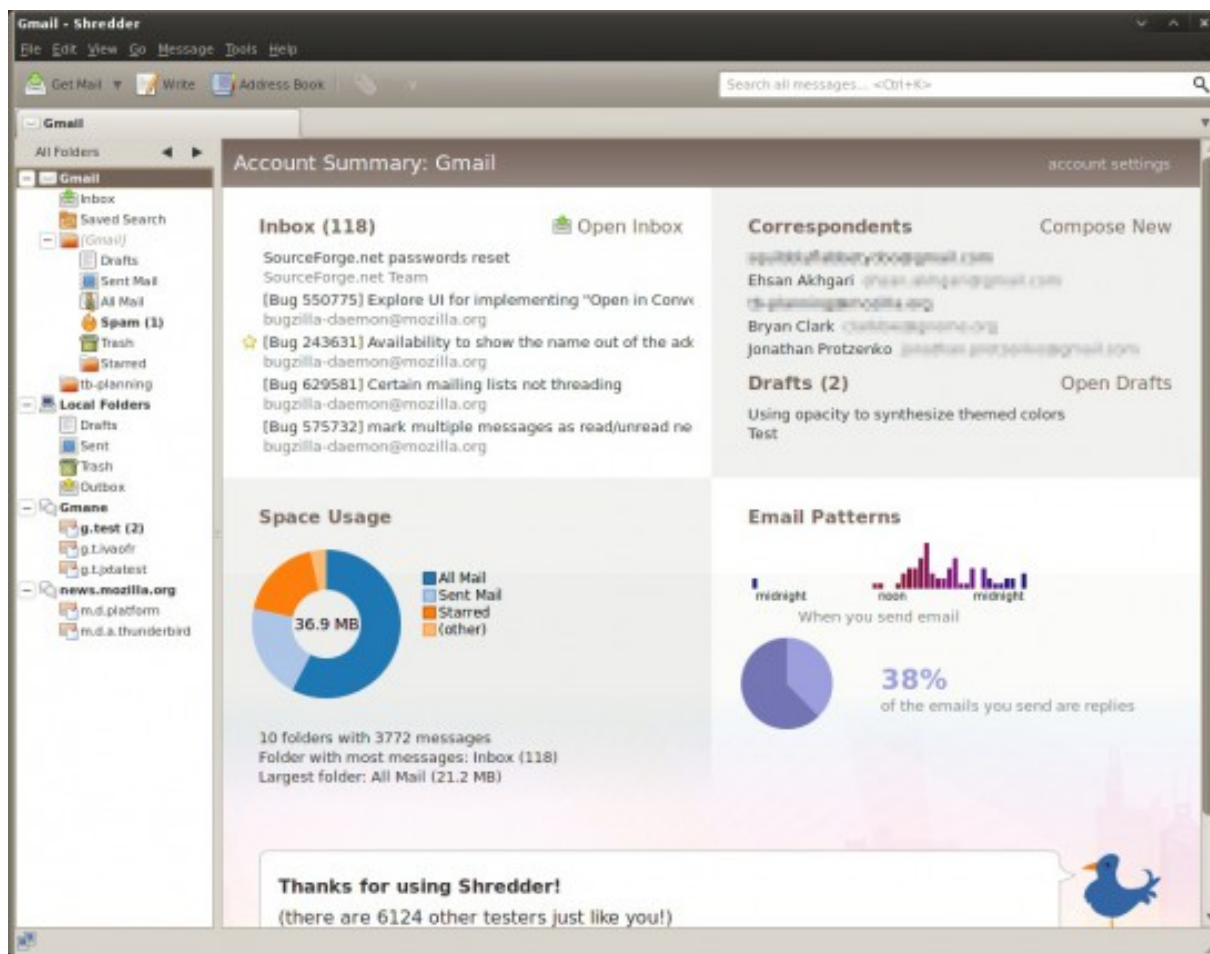 Gmail - Shredder
File Edit View Go Message Tools Help
Get Mail Write Address Book
Search all messages... <Ctrl+K>
Gmail
All Folders
Gmail
Inbox
Saved Search
[Gmail]
Drafts
Sent Mail
All Mail
Spam (1)
Trash
Starred
tb-planning
Local Folders
Drafts
Sent
Trash
Outbox
Gmane
g.test (2)
g.t.ivaofr
g.t.jxtatest
news.mozilla.org
m.d.platform
m.d.a.thunderbird
Account Summary: Gmail
account settings
Inbox (118)
Open Inbox
SourceForge.net passwords reset
SourceForge.net Team
[Bug 550775] Explore UI for implementing "Open in Conve
bugzilla-daemon@mozilla.org
[Bug 243631] Availability to show the name out of the add
bugzilla-daemon@mozilla.org
[Bug 629581] Certain mailing lists not threading
bugzilla-daemon@mozilla.org
[Bug 575732] mark multiple messages as read/unread ne
bugzilla-daemon@mozilla.org
Correspondents
Compose New
Ehsan Akhgari
Bryan Clark
Jonathan Protzenko
Drafts (2)
Open Drafts
Using opacity to synthesize themed colors
Test
Space Usage
36.9 MB
All Mail
Sent Mail
Starred
(other)
10 folders with 3772 messages
Folder with most messages: Inbox (118)
Largest folder: All Mail (21.2 MB)
Email Patterns
midnight noon midnight
When you send email
38%
of the emails you send are replies
Thanks for using Shredder!
(there are 6124 other testers just like you!)